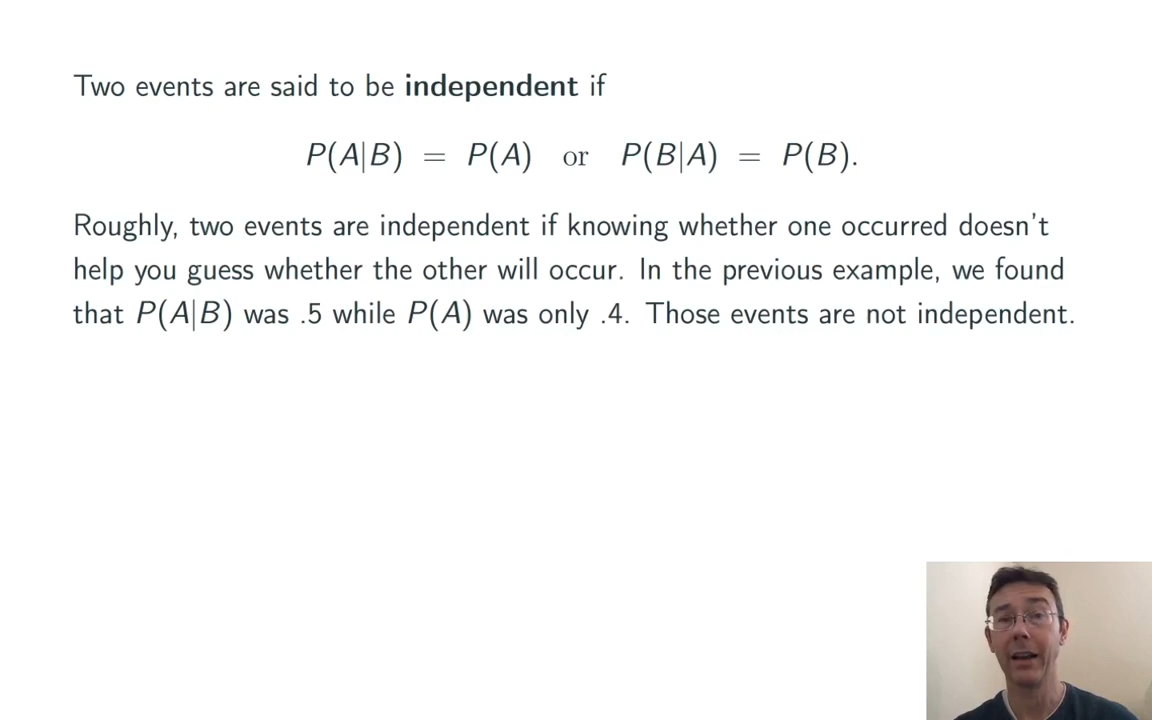 Two events are said to be independent if
P(A|B) = P(A) or P(B|A) = P(B).
Roughly, two events are independent if knowing whether one occurred doesn't
help you guess whether the other will occur. In the previous example, we found
that P(A|B) was .5 while P(A) was only .4. Those events are not independent.